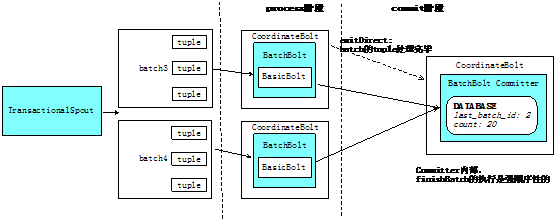 process阶段
commit阶段
TransactionalSpout
tuple
batch3
tuple
tuple
tuple
batch4
tuple
tuple
CoordinateBolt
BatchBolt
BasicBolt
CoordinateBolt
BatchBolt
BasicBolt
emitDirect:
batch的tuple处理完毕
CoordinateBolt
BatchBolt Committer
DATABASE
last_batch_id: 2
count: 20
Committer内部,
finishBatch的执行是强顺序性的